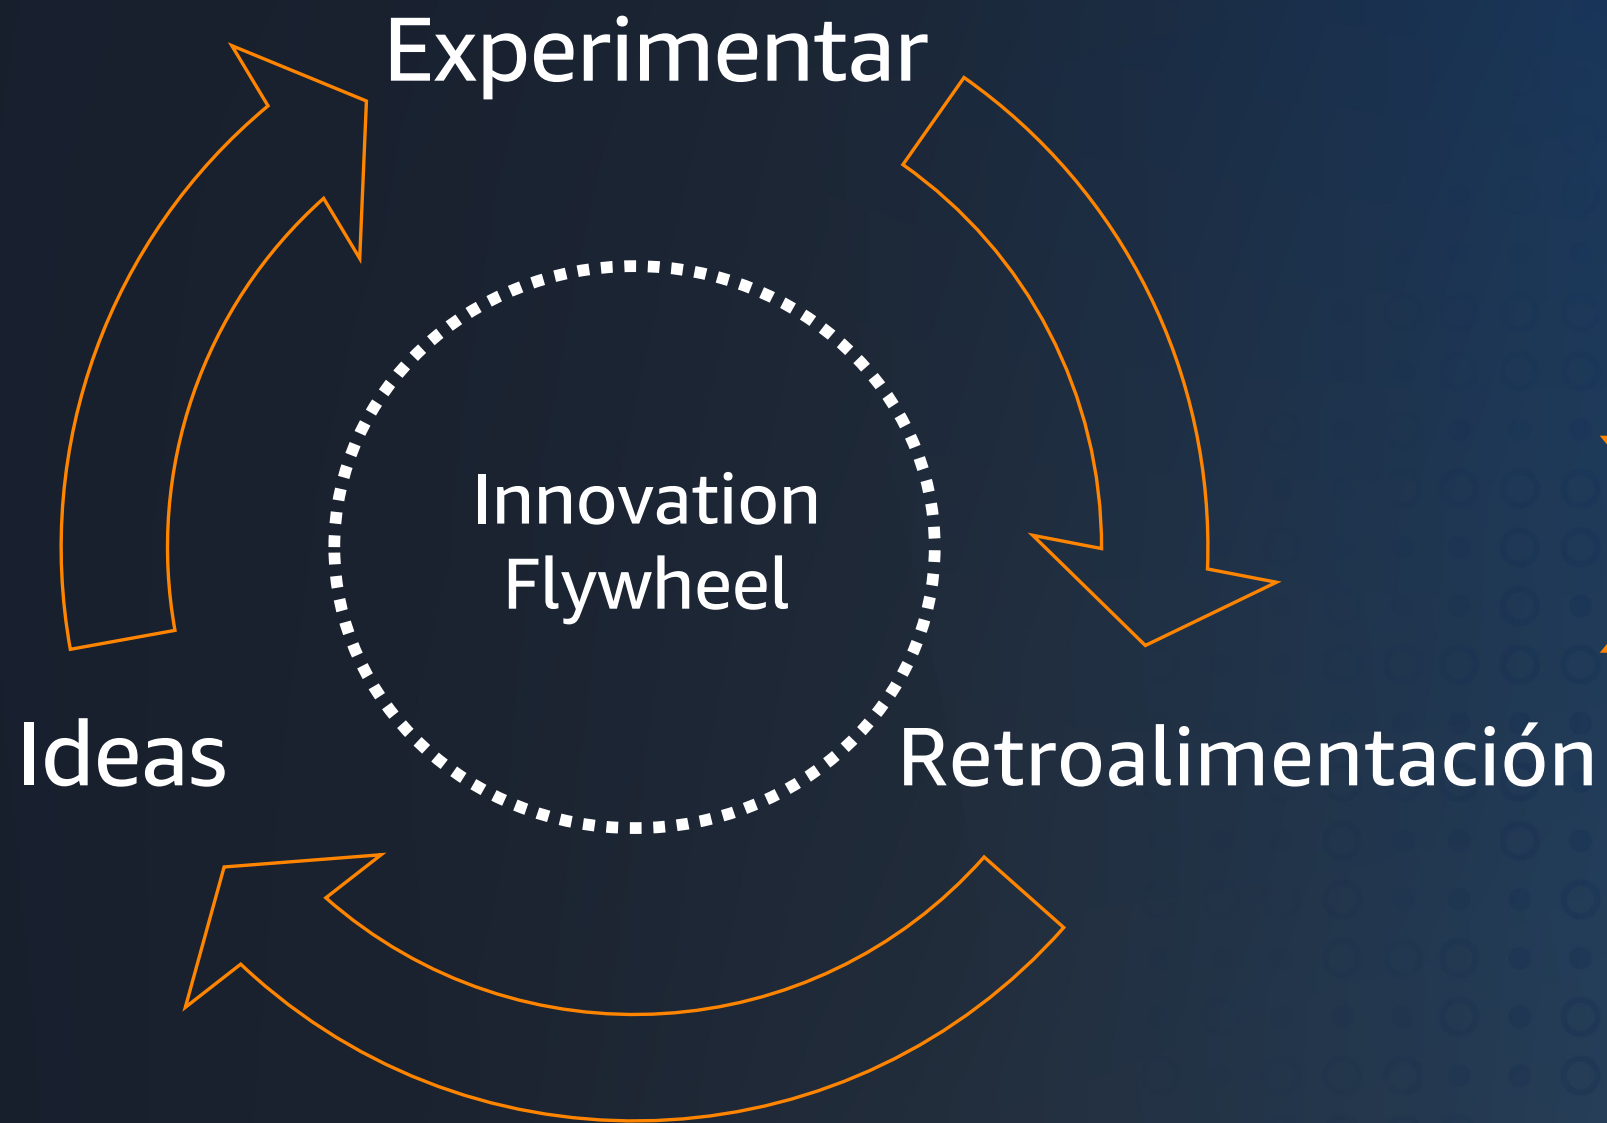 Experimentar
Innovation
Flywheel
Ideas
Retroalimentación